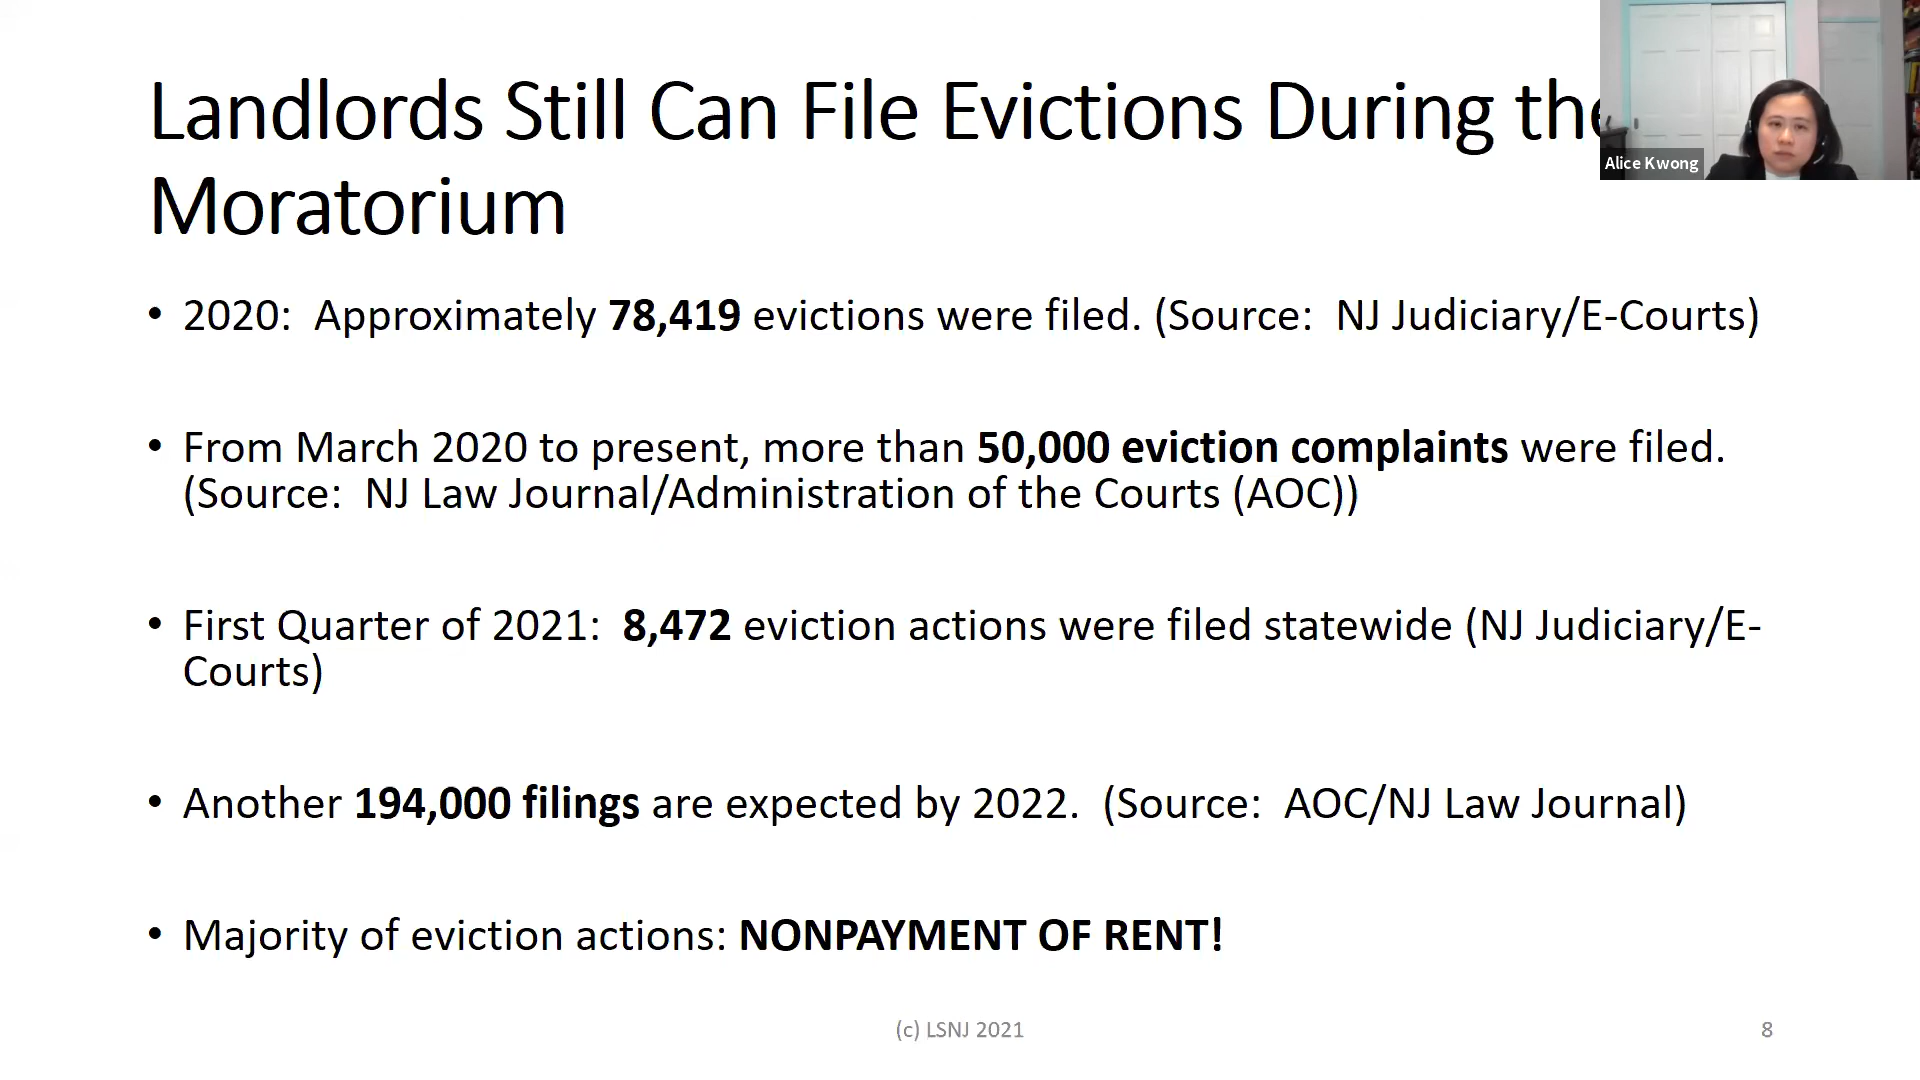 Landlords Still Can File Evictions During the
Moratorium
Alice Kwong
• 2020:  Approximately 78,419 evictions were filed. (Source:  NJ Judiciary/E-Courts)
• From March 2020 to present, more than 50,000 eviction complaints were filed.
(Source:  NJ Law Journal/Administration of the Courts (AOC))
• First Quarter of 2021:  8,472 eviction actions were filed statewide (NJ Judiciary/E-
Courts)
• Another 194,000 filings are expected by 2022.  (Source:  AOC/NJ Law Journal)
• Majority of eviction actions: NONPAYMENT OF RENT!
(c) LSNJ 2021
8